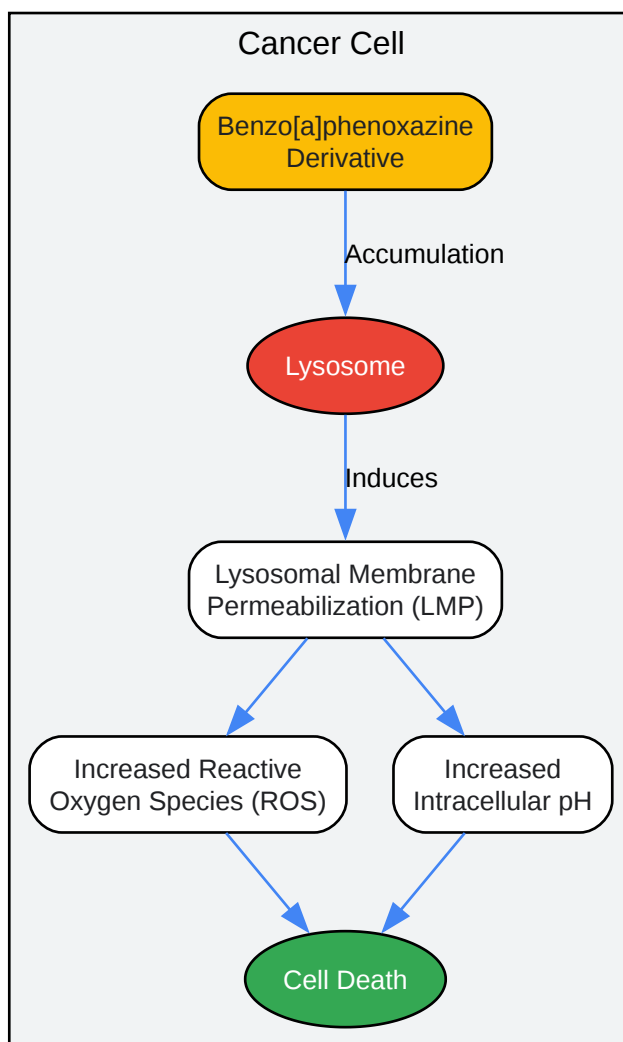 Cancer Cell
Benzo[a]phenoxazine
Derivative
Accumulation
Lysosome
Induces
Lysosomal Membrane
Permeabilization (LMP)
Increased Reactive
Oxygen Species (ROS)
Increased
Intracellular pH
Cell Death